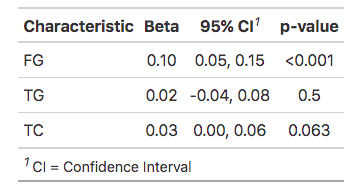 Characteristic Beta 95% CI¹ p-value
FG 0.10 0.05, 0.15 <0.001
TG 0.02 -0.04, 0.08 0.5
TC 0.03 0.00, 0.06 0.063
¹ CI = Confidence Interval